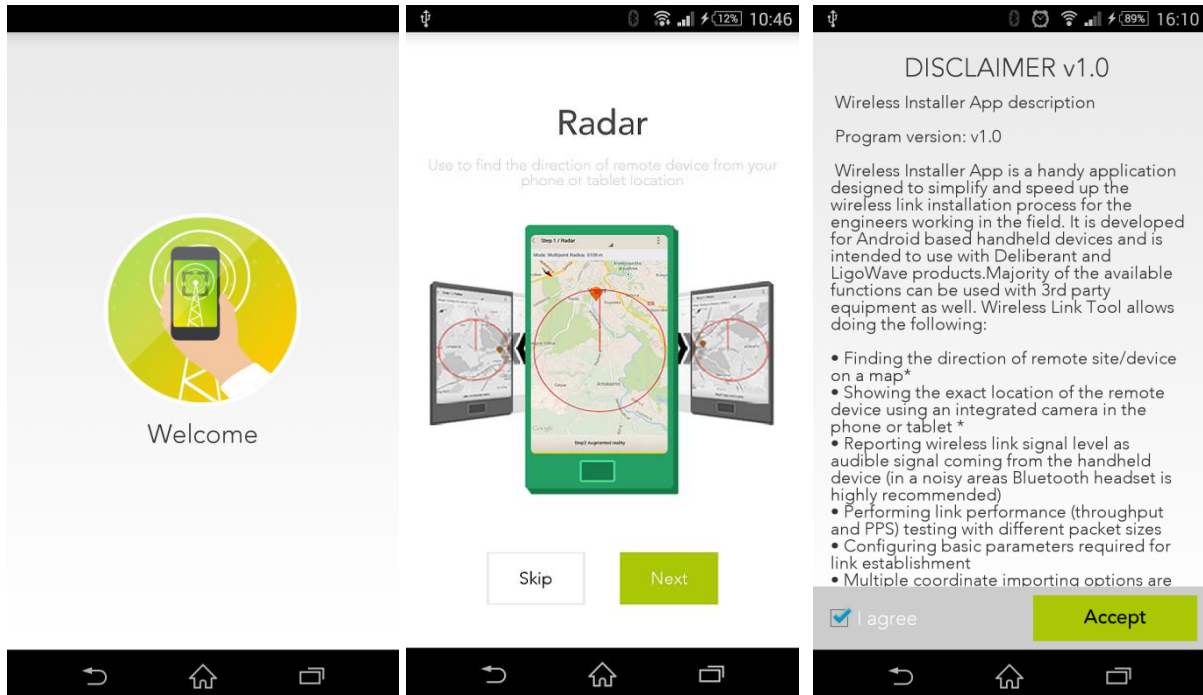 Welcome
12% 10:46
Radar
Use to find the direction of remote device from your
phone or tablet location
Step 1 / Radar
Mode: Multipoint Radius: 6106 m
Antakalnis
Google
Step2 Augmented reality
Skip
Next
89% 16:10
DISCLAIMER v1.0
Wireless Installer App description
Program version: v1.0
Wireless Installer App is a handy application
designed to simplify and speed up the
wireless link installation process for the
engineers working in the field. It is developed
for Android based handheld devices and is
intended to use with Deliberant and
LigoWave products.Majority of the available
functions can be used with 3rd party
equipment as well. Wireless Link Tool allows
doing the following:
• Finding the direction of remote site/device
on a map*
• Showing the exact location of the remote
device using an integrated camera in the
phone or tablet *
• Reporting wireless link signal level as
audible signal coming from the handheld
device (in a noisy areas Bluetooth headset is
highly recommended)
• Performing link performance (throughput
and PPS) testing with different packet sizes
• Configuring basic parameters required for
link establishment
• Multiple coordinate importing options are
I agree
Accept